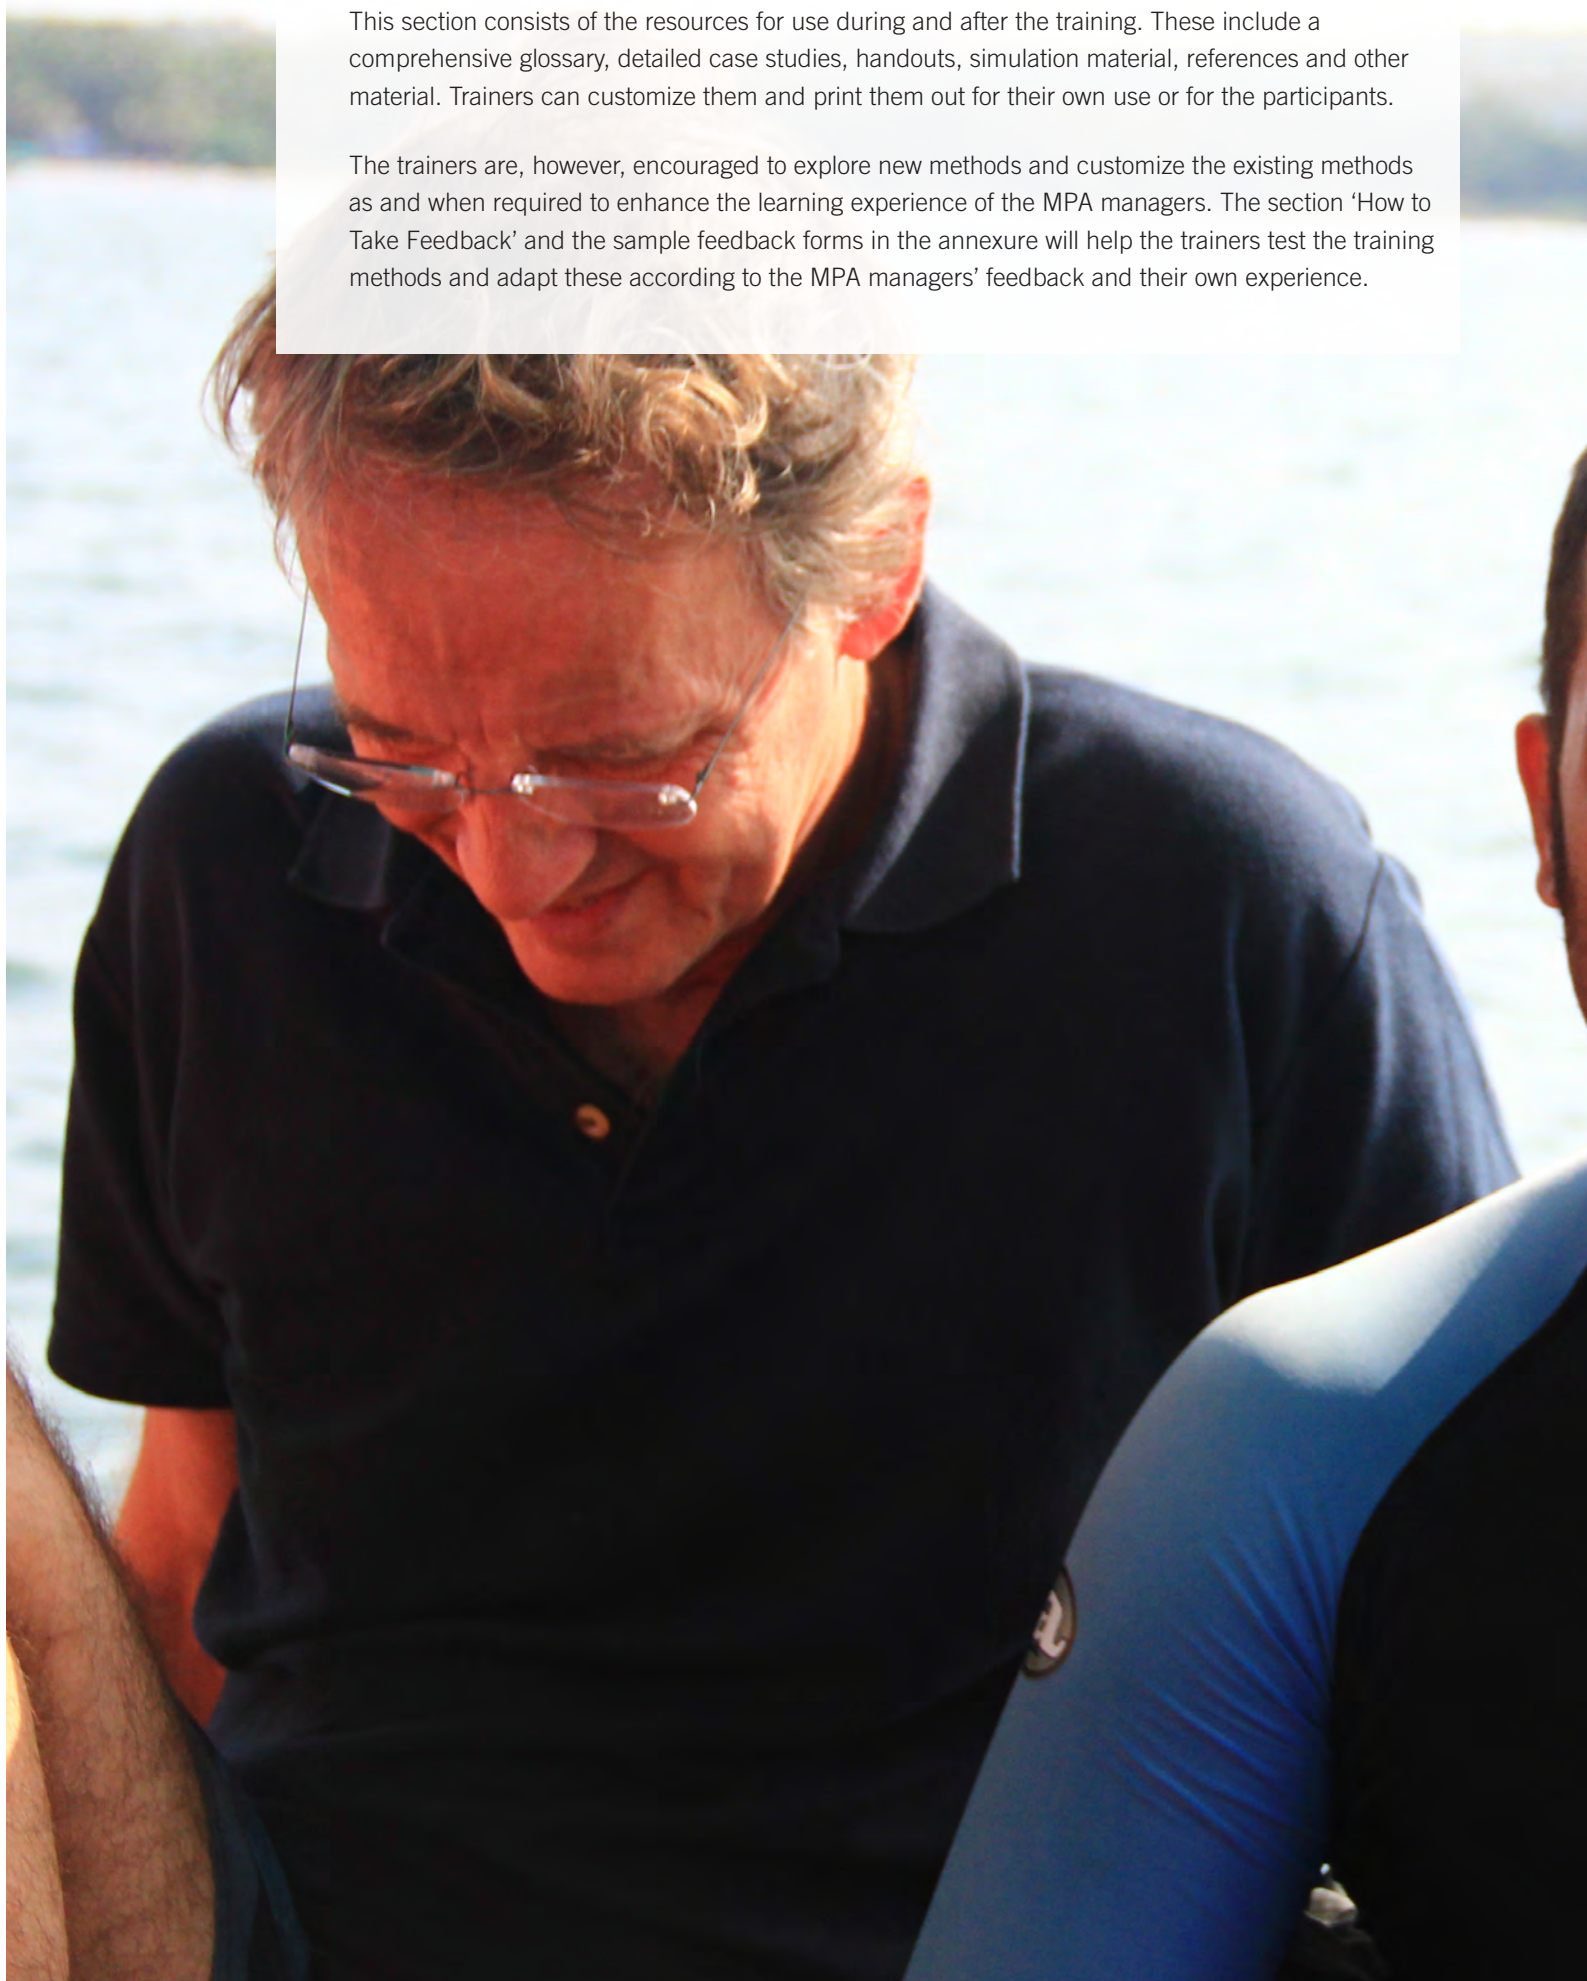 This section consists of the resources for use during and after the training. These include a
comprehensive glossary, detailed case studies, handouts, simulation material, references and other
material. Trainers can customize them and print them out for their own use or for the participants.
The trainers are, however, encouraged to explore new methods and customize the existing methods
as and when required to enhance the learning experience of the MPA managers. The section ‘How to
Take Feedback’ and the sample feedback forms in the annexure will help the trainers test the training
methods and adapt these according to the MPA managers’ feedback and their own experience.